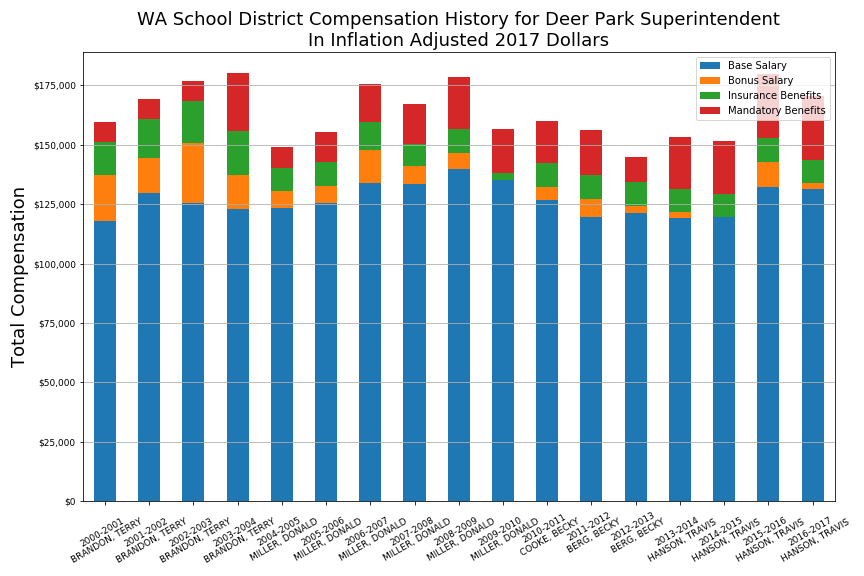 WA School District Compensation History for Deer Park Superintendent
In Inflation Adjusted 2017 Dollars
Base Salary
Bonus Salary
Insurance Benefits
Mandatory Benefits
Total Compensation
$175,000
$150,000
$125,000
$100,000
$75,000
$50,000
$25,000
$0
2000-2001
BRANDON, TERRY
2001-2002
BRANDON, TERRY
2002-2003
BRANDON, TERRY
2003-2004
BRANDON, TERRY
2004-2005
MILLER, DONALD
2005-2006
MILLER, DONALD
2006-2007
MILLER, DONALD
2007-2008
MILLER, DONALD
2008-2009
MILLER, DONALD
2009-2010
MILLER, DONALD
2010-2011
COOKE, BECKY
2011-2012
BERG, BECKY
2012-2013
BERG, BECKY
2013-2014
HANSON, TRAVIS
2014-2015
HANSON, TRAVIS
2015-2016
HANSON, TRAVIS
2016-2017
HANSON, TRAVIS